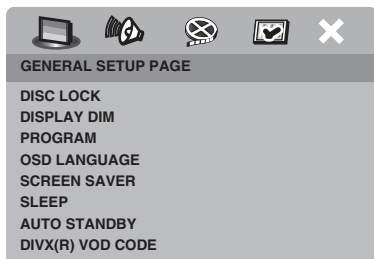 GENERAL SETUP PAGE
DISC LOCK
DISPLAY DIM
PROGRAM
OSD LANGUAGE
SCREEN SAVER
SLEEP
AUTO STANDBY
DIVX(R) VOD CODE